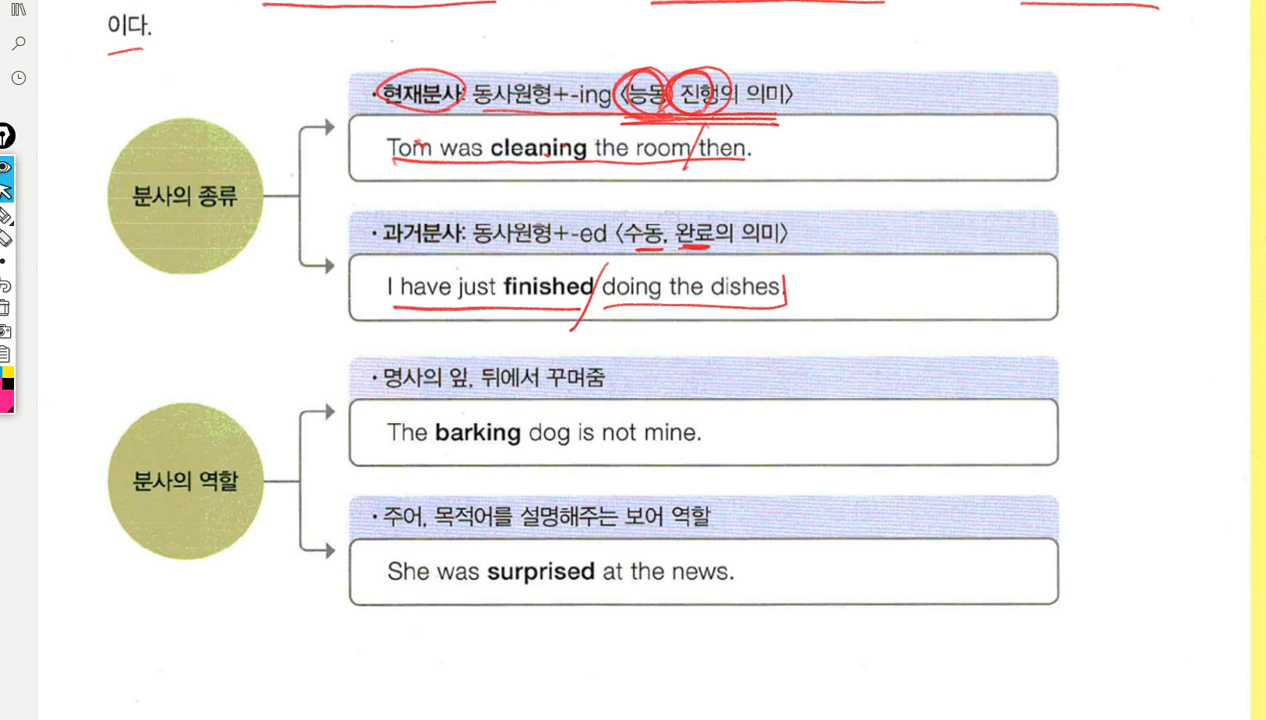 이다.
· 현재분사: 동사원형+-ing 〈능동, 진행의 의미〉
Tom was cleaning the room then.
분사의 종류
· 과거분사: 동사원형+-ed 〈수동, 완료의 의미〉
I have just finished doing the dishes.
· 명사의 앞, 뒤에서 꾸며줌
The barking dog is not mine.
분사의 역할
· 주어, 목적어를 설명해주는 보어 역할
She was surprised at the news.